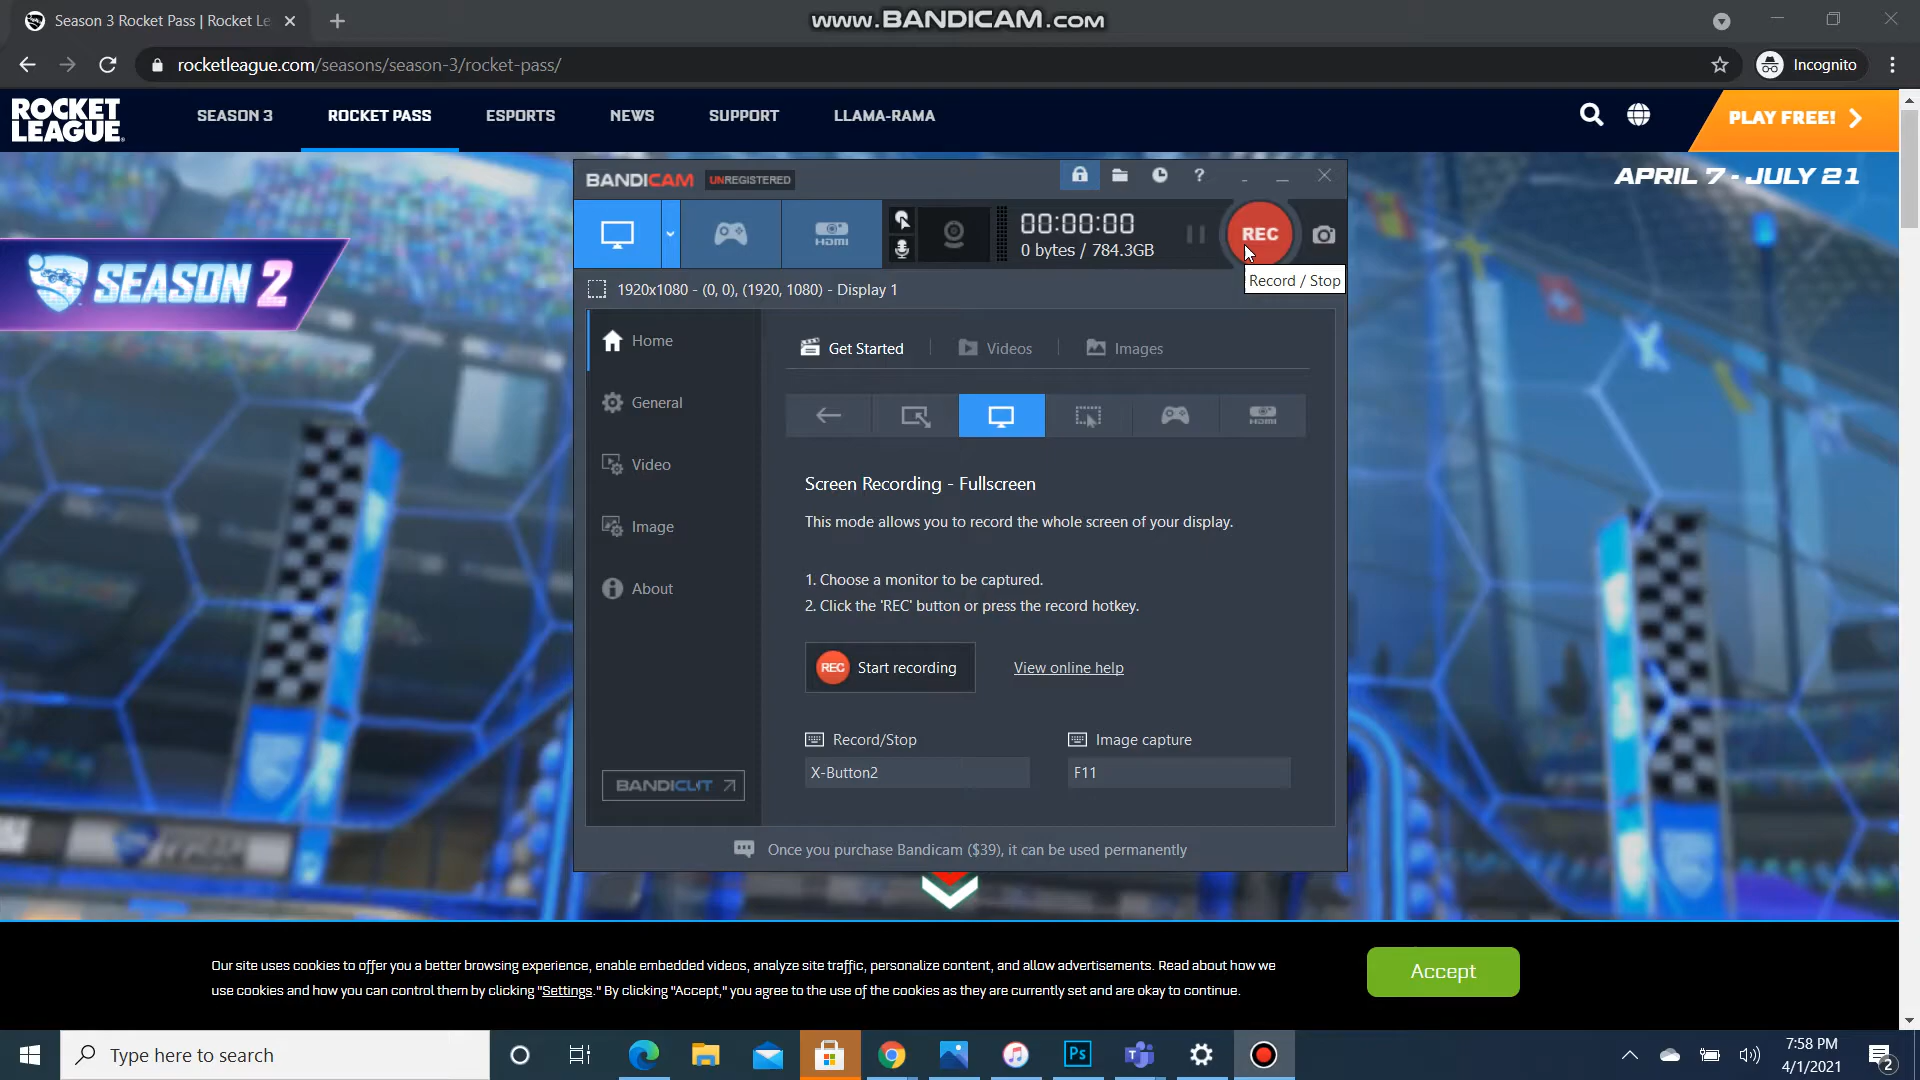 Season 3 Rocket Pass | Rocket Le
www.BANDICAM.com
rocketleague.com/seasons/season-3/rocket-pass/
Incognito
ROCKET
LEAGUE
SEASON 3
ROCKET PASS
ESPORTS
NEWS
SUPPORT
LLAMA-RAMA
PLAY FREE!
APRIL 7 - JULY 21
SEASON 2
BANDICAM
UNREGISTERED
?
HDMI
00:00:00
0 bytes / 784.3GB
REC
Record / Stop
1920x1080 - (0, 0), (1920, 1080) - Display 1
Home
General
Video
Image
About
BANDICUT
Get Started
Videos
Images
HDMI
Screen Recording - Fullscreen
This mode allows you to record the whole screen of your display.
1. Choose a monitor to be captured.
2. Click the 'REC' button or press the record hotkey.
REC
Start recording
View online help
Record/Stop
Image capture
X-Button2
F11
Once you purchase Bandicam ($39), it can be used permanently
Our site uses cookies to offer you a better browsing experience, enable embedded videos, analyze site traffic, personalize content, and allow advertisements. Read about how we
use cookies and how you can control them by clicking "Settings." By clicking "Accept," you agree to the use of the cookies as they are currently set and are okay to continue.
Accept
Type here to search
Ps
7:58 PM
4/1/2021
2